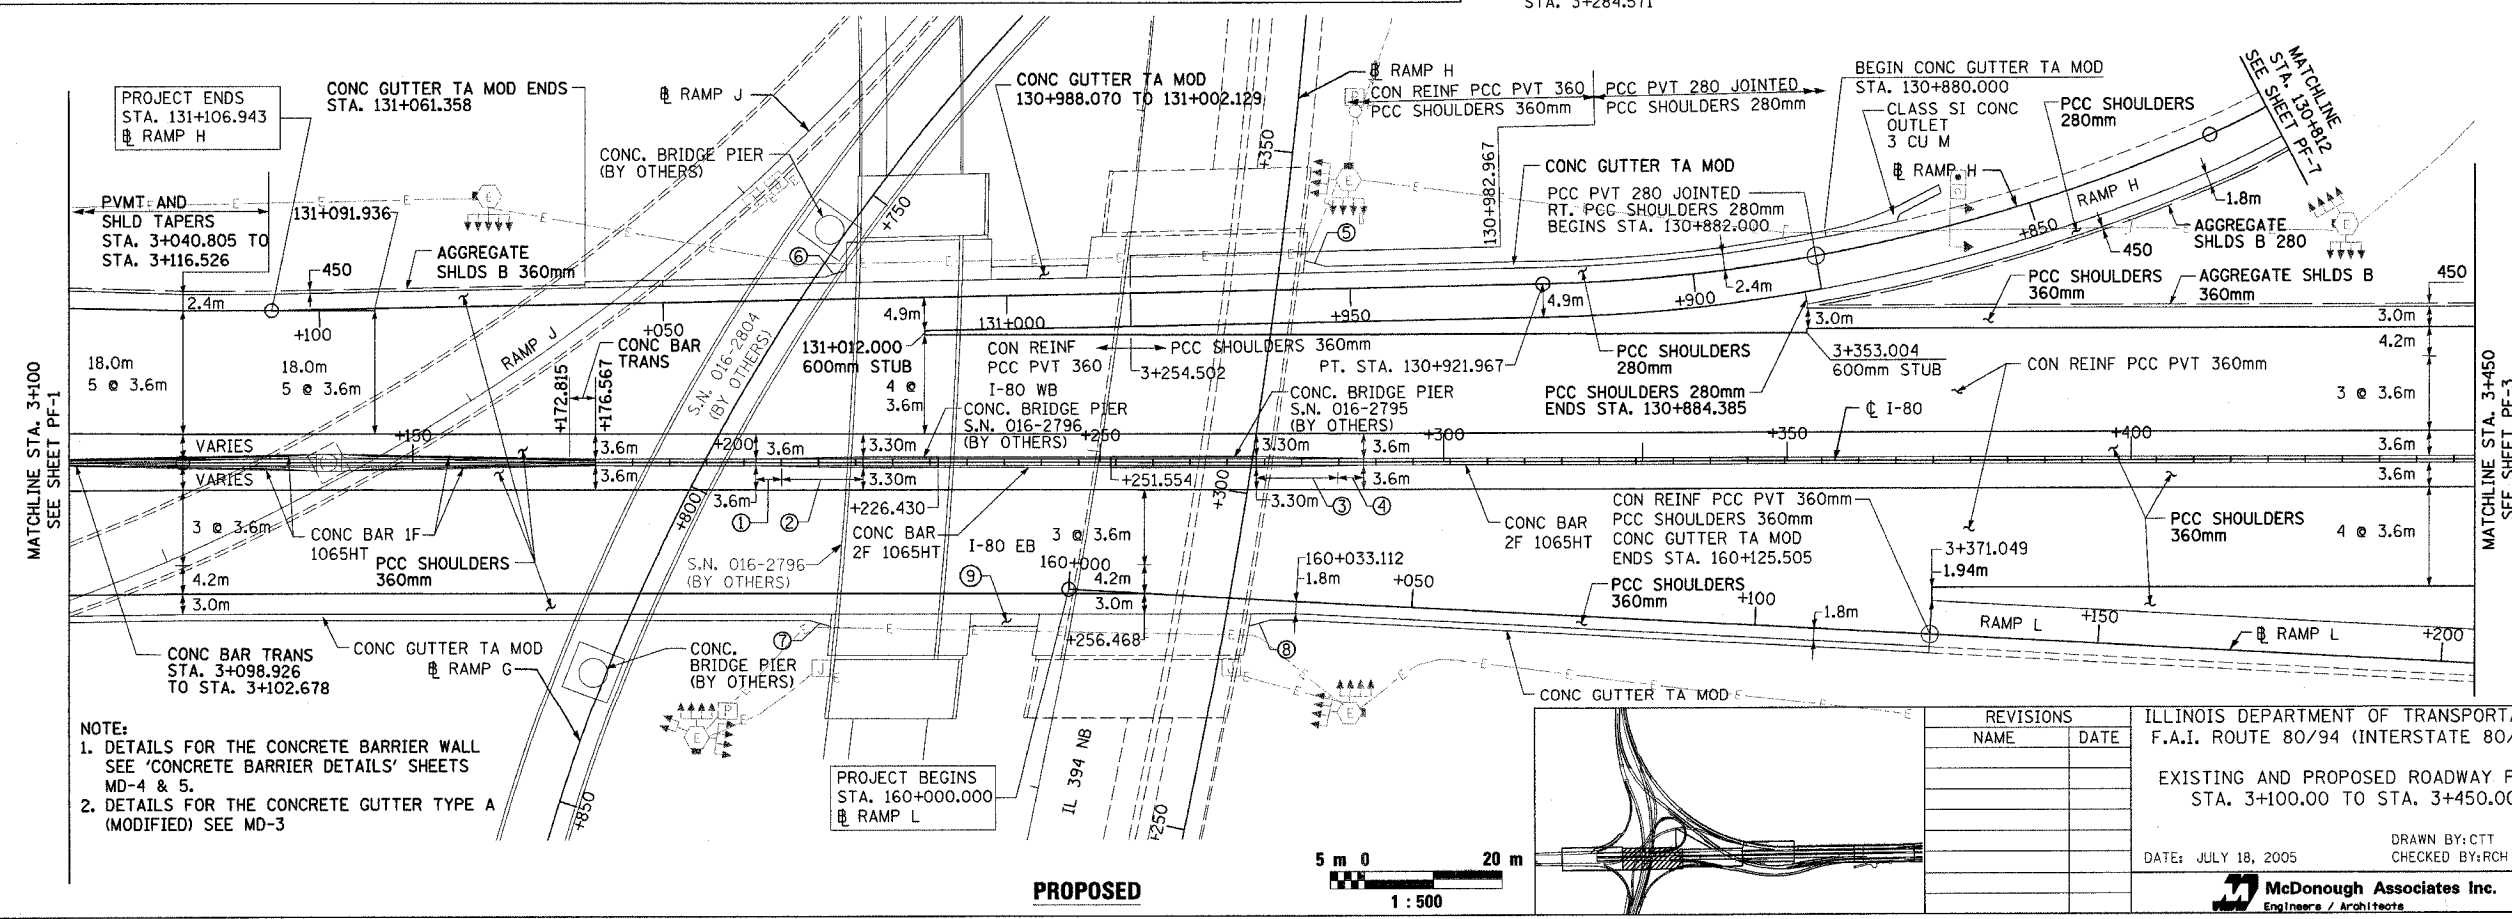 STA. 3+284.571
PROJECT ENDS
STA. 131+106.943
℄ RAMP H
CONC GUTTER TA MOD ENDS
STA. 131+061.358
℄ RAMP J
CONC. BRIDGE PIER
(BY OTHERS)
CONC GUTTER TA MOD
130+988.070 TO 131+002.129
℄ RAMP H
CON REINF PCC PVT 360
PCC SHOULDERS 360mm
PCC PVT 280 JOINTED
PCC SHOULDERS 280mm
BEGIN CONC GUTTER TA MOD
STA. 130+880.000
CLASS SI CONC
OUTLET
3 CU M
PCC SHOULDERS
280mm
MATCHLINE
STA. 130+812
SEE SHEET PF-7
PVMT AND
SHLD TAPERS
STA. 3+040.805 TO
STA. 3+116.526
131+091.936
450
AGGREGATE
SHLDS B 360mm
+750
+350
130+982.967
CONC GUTTER TA MOD
PCC PVT 280 JOINTED
RT. PCC SHOULDERS 280mm
BEGINS STA. 130+882.000
℄ RAMP H
RAMP H
1.8m
+850
450
AGGREGATE
SHLDS B 280
PCC SHOULDERS
360mm
AGGREGATE SHLDS B
360mm
450
5
6
2.4m
+100
+050
4.9m
131+000
+950
4.9m
+900
2.4m
3.0m
3.0m
4.2m
MATCHLINE STA. 3+100
SEE SHEET PF-1
18.0m
5 @ 3.6m
18.0m
5 @ 3.6m
RAMP J
CONC BAR
TRANS
+172.815
+176.567
S.N. 016-2804
(BY OTHERS)
131+012.000
600mm STUB
4 @
3.6m
CON REINF
PCC PVT 360
PCC SHOULDERS 360mm
3+254.502
I-80 WB
CONC. BRIDGE PIER
S.N. 016-2796
(BY OTHERS)
CONC. BRIDGE PIER
S.N. 016-2795
(BY OTHERS)
PT. STA. 130+921.967
PCC SHOULDERS
280mm
PCC SHOULDERS 280mm
ENDS STA. 130+884.385
3+353.004
600mm STUB
CON REINF PCC PVT 360mm
℄ I-80
3 @ 3.6m
MATCHLINE STA. 3+450
SEE SHEET PF-3
VARIES
+150
3.6m
+200
3.6m
3.30m
+250
3.30m
3.6m
+300
+350
+400
3.6m
VARIES
3.6m
3.6m
3.30m
+251.554
+300
3.30m
3.6m
3.6m
1
2
3
4
+226.430
+800
3 @ 3.6m
CONC BAR 1F
1065HT
PCC SHOULDERS
360mm
S.N. 016-2796
(BY OTHERS)
CONC BAR
2F 1065HT
I-80 EB
3 @ 3.6m
160+000
4.2m
3.0m
9
CONC BAR
2F 1065HT
CON REINF PCC PVT 360mm
PCC SHOULDERS 360mm
CONC GUTTER TA MOD
ENDS STA. 160+125.505
PCC SHOULDERS
360mm
4 @ 3.6m
160+033.112
1.8m
+050
PCC SHOULDERS
360mm
+100
1.8m
3+371.049
1.94m
RAMP L
+150
℄ RAMP L
+200
4.2m
3.0m
+256.468
7
8
CONC BAR TRANS
STA. 3+098.926
TO STA. 3+102.678
CONC GUTTER TA MOD
℄ RAMP G
CONC.
BRIDGE PIER
(BY OTHERS)
CONC GUTTER TA MOD
NOTE:
1. DETAILS FOR THE CONCRETE BARRIER WALL
SEE 'CONCRETE BARRIER DETAILS' SHEETS
MD-4 & 5.
2. DETAILS FOR THE CONCRETE GUTTER TYPE A
(MODIFIED) SEE MD-3
+850
PROJECT BEGINS
STA. 160+000.000
℄ RAMP L
IL 394 NB
+250
PROPOSED
5 m 0 20 m
1 : 500
REVISIONS
NAME DATE
ILLINOIS DEPARTMENT OF TRANSPORT
F.A.I. ROUTE 80/94 (INTERSTATE 80/
EXISTING AND PROPOSED ROADWAY
STA. 3+100.00 TO STA. 3+450.00
DRAWN BY: CTT
DATE: JULY 18, 2005 CHECKED BY: RCH
McDonough Associates Inc.
Engineers / Architects